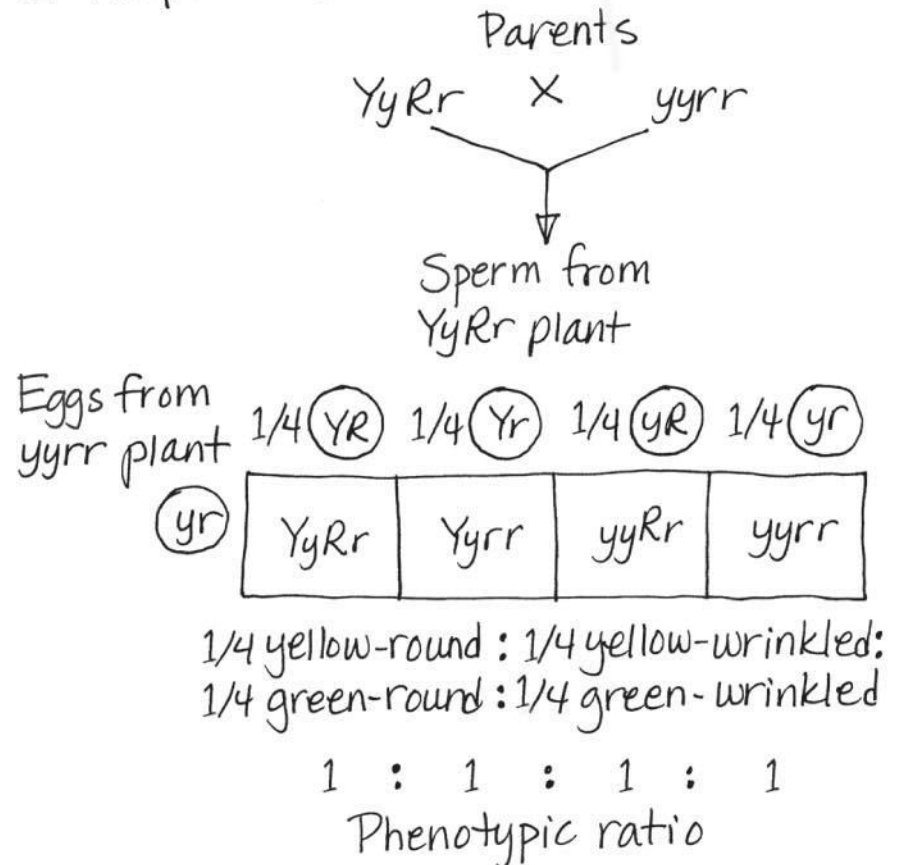 Parents
YyRr X yyrr
Sperm from
YyRr plant
Eggs from
yyrr plant
1/4 YR 1/4 Yr 1/4 yR 1/4 yr
yr YyRr Yyrr yyRr yyrr
1/4 yellow-round : 1/4 yellow-wrinkled:
1/4 green-round : 1/4 green-wrinkled
1 : 1 : 1 : 1
Phenotypic ratio